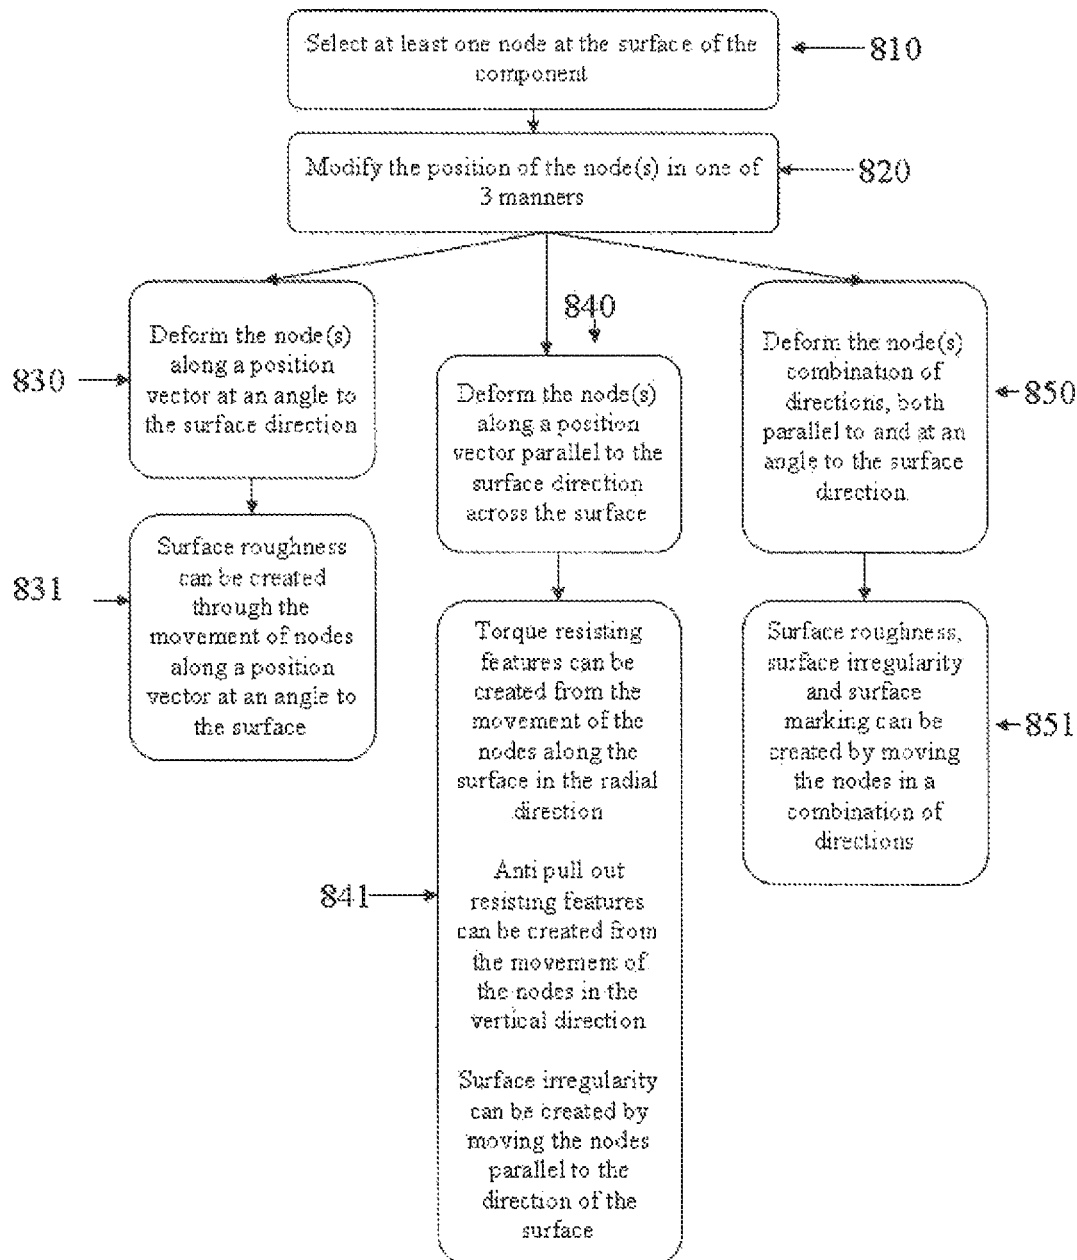 Select at least one node at the surface of the
component
810
Modify the position of the node(s) in one of
3 manners
820
Deform the node(s)
along a position
vector at an angle to
the surface direction
830
840
Deform the node(s)
along a position
vector parallel to the
surface direction
across the surface
Deform the node(s)
combination of
directions, both
parallel to and at an
angle to the surface
direction.
850
Surface roughness
can be created
through the
movement of nodes
along a position
vector at an angle to
the surface
831
Torque resisting
features can be
created from the
movement of the
nodes along the
surface in the radial
direction
Anti pull out
resisting features
can be created from
the movement of
the nodes in the
vertical direction
Surface irregularity
can be created by
moving the nodes
parallel to the
direction of the
surface
841
Surface roughness,
surface irregularity
and surface
marking can be
created by moving
the nodes in a
combination of
directions
851